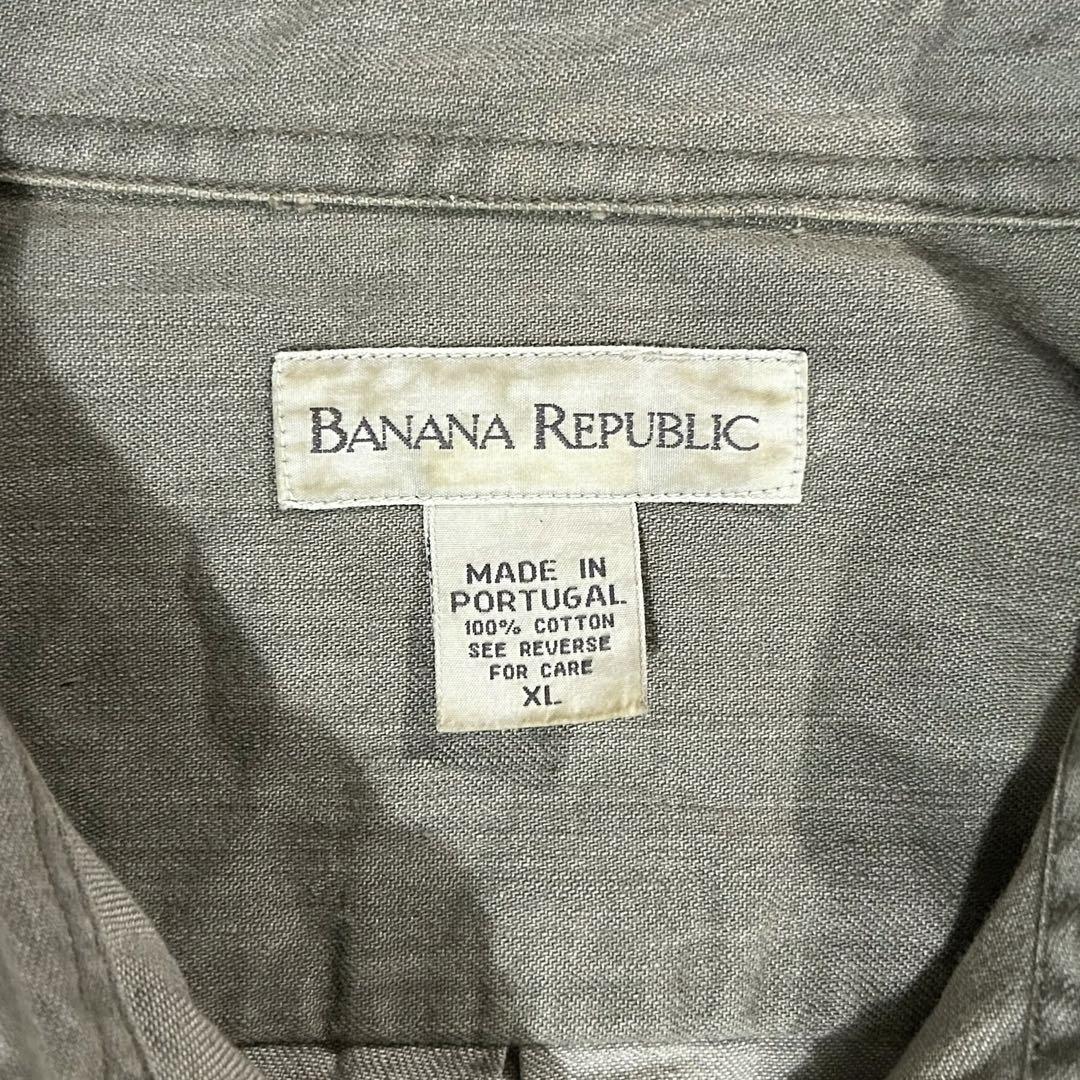 BANANA REPUBLIC
MADE IN
PORTUGAL
100% COTTON
SEE REVERSE
FOR CARE
XL